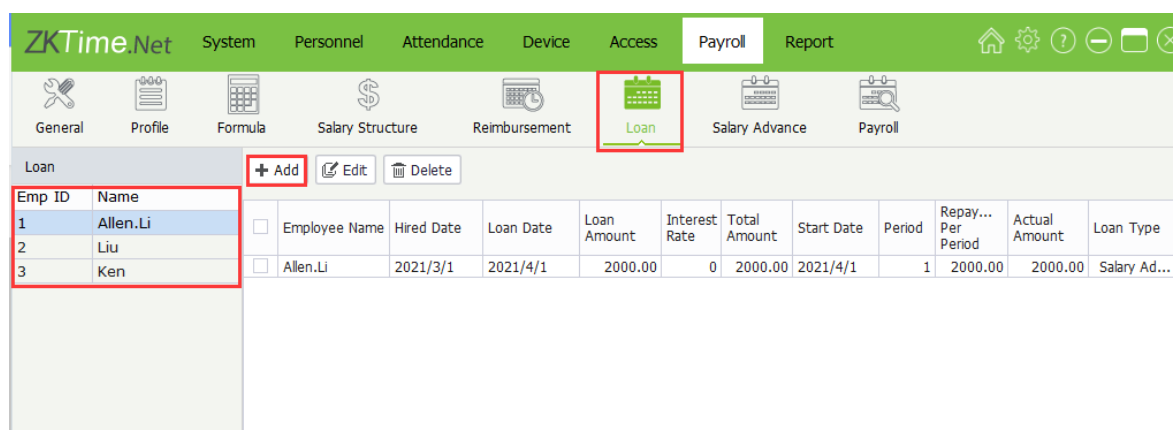 ZKTime.Net System Personnel Attendance Device Access Payroll Report
General Profile Formula Salary Structure Reimbursement Loan Salary Advance Payroll
Loan
+ Add Edit Delete
Emp ID Name
1 Allen.Li
2 Liu
3 Ken
Employee Name Hired Date Loan Date Loan Amount Interest Rate Total Amount Start Date Period Repay... Per Period Actual Amount Loan Type
Allen.Li 2021/3/1 2021/4/1 2000.00 0 2000.00 2021/4/1 1 2000.00 2000.00 Salary Ad...